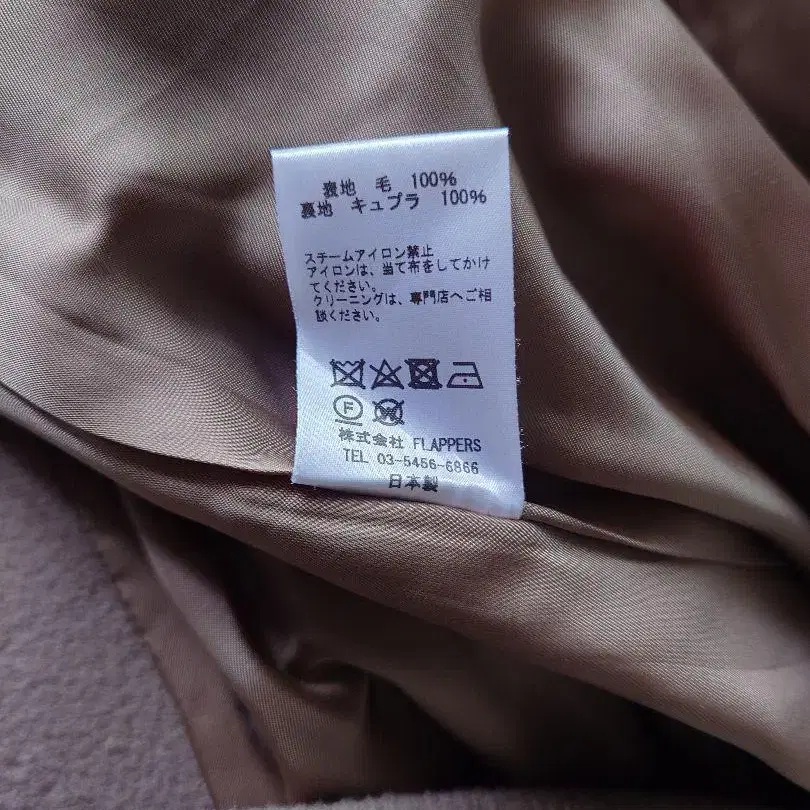 表地 毛 100%
裏地 キュプラ 100%
スチームアイロン禁止
アイロンは、当て布をしてかけ
てください。
クリーニングは、専門店へご相
談ください。
F
W
株式会社 FLAPPERS
TEL 03-5456-6866
日本製